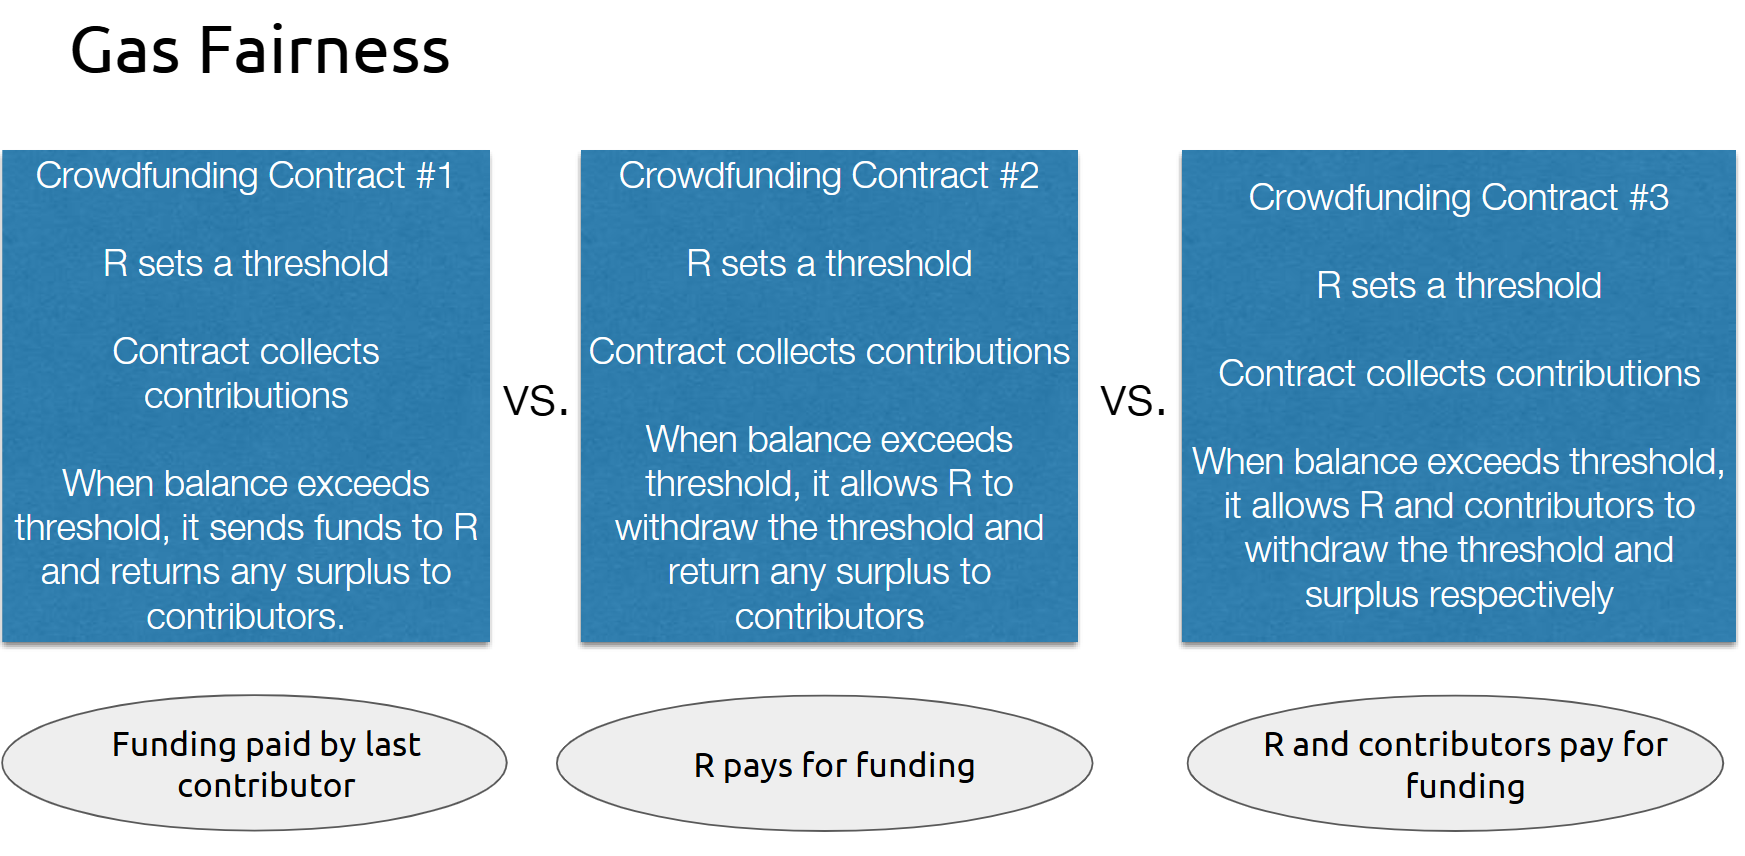 Gas Fairness
Crowdfunding Contract #1
R sets a threshold
Contract collects
contributions
When balance exceeds
threshold, it sends funds to R
and returns any surplus to
contributors.
Funding paid by last
contributor
vs.
Crowdfunding Contract #2
R sets a threshold
Contract collects contributions
When balance exceeds
threshold, it allows R to
withdraw the threshold and
return any surplus to
contributors
R pays for funding
vs.
Crowdfunding Contract #3
R sets a threshold
Contract collects contributions
When balance exceeds threshold,
it allows R and contributors to
withdraw the threshold and
surplus respectively
R and contributors pay for
funding